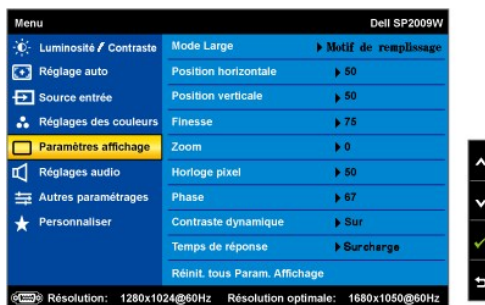 Menu Dell SP2009W
Luminosité / Contraste Mode Large Motif de remplissage
Réglage auto Position horizontale 50
Source entrée Position verticale 50
Réglages des couleurs Finesse 75
Paramètres affichage Zoom 0
Réglages audio Horloge pixel 50
Autres paramétrages Phase 67
Personnaliser Contraste dynamique Sur
Temps de réponse Surcharge
Réinit. tous Param. Affichage
Résolution: 1280x1024@60Hz Résolution optimale: 1680x1050@60Hz